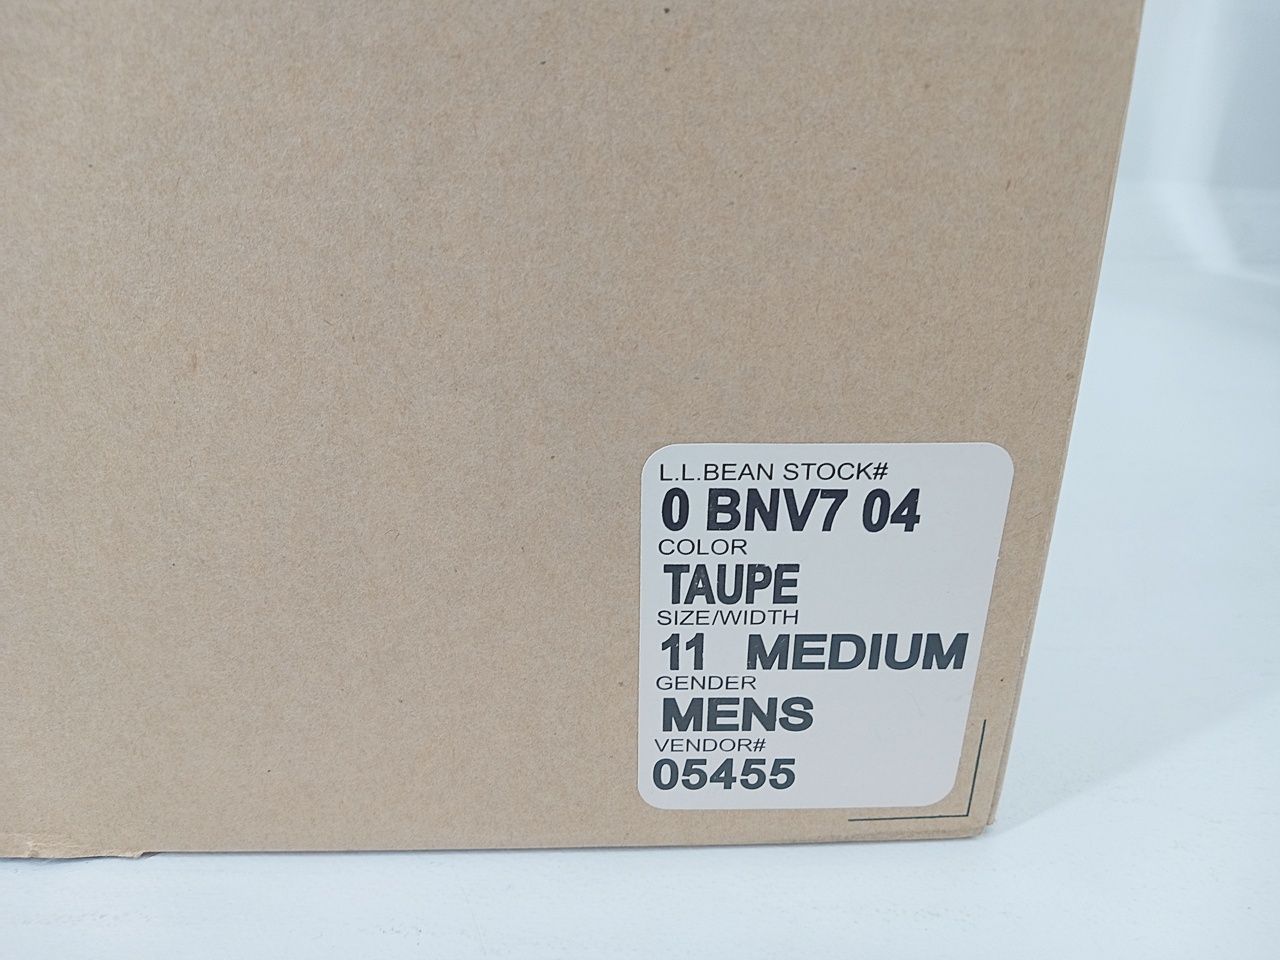 L.L.BEAN STOCK#
0 BNV7 04
COLOR
TAUPE
SIZE/WIDTH
11 MEDIUM
GENDER
MENS
VENDOR#
05455